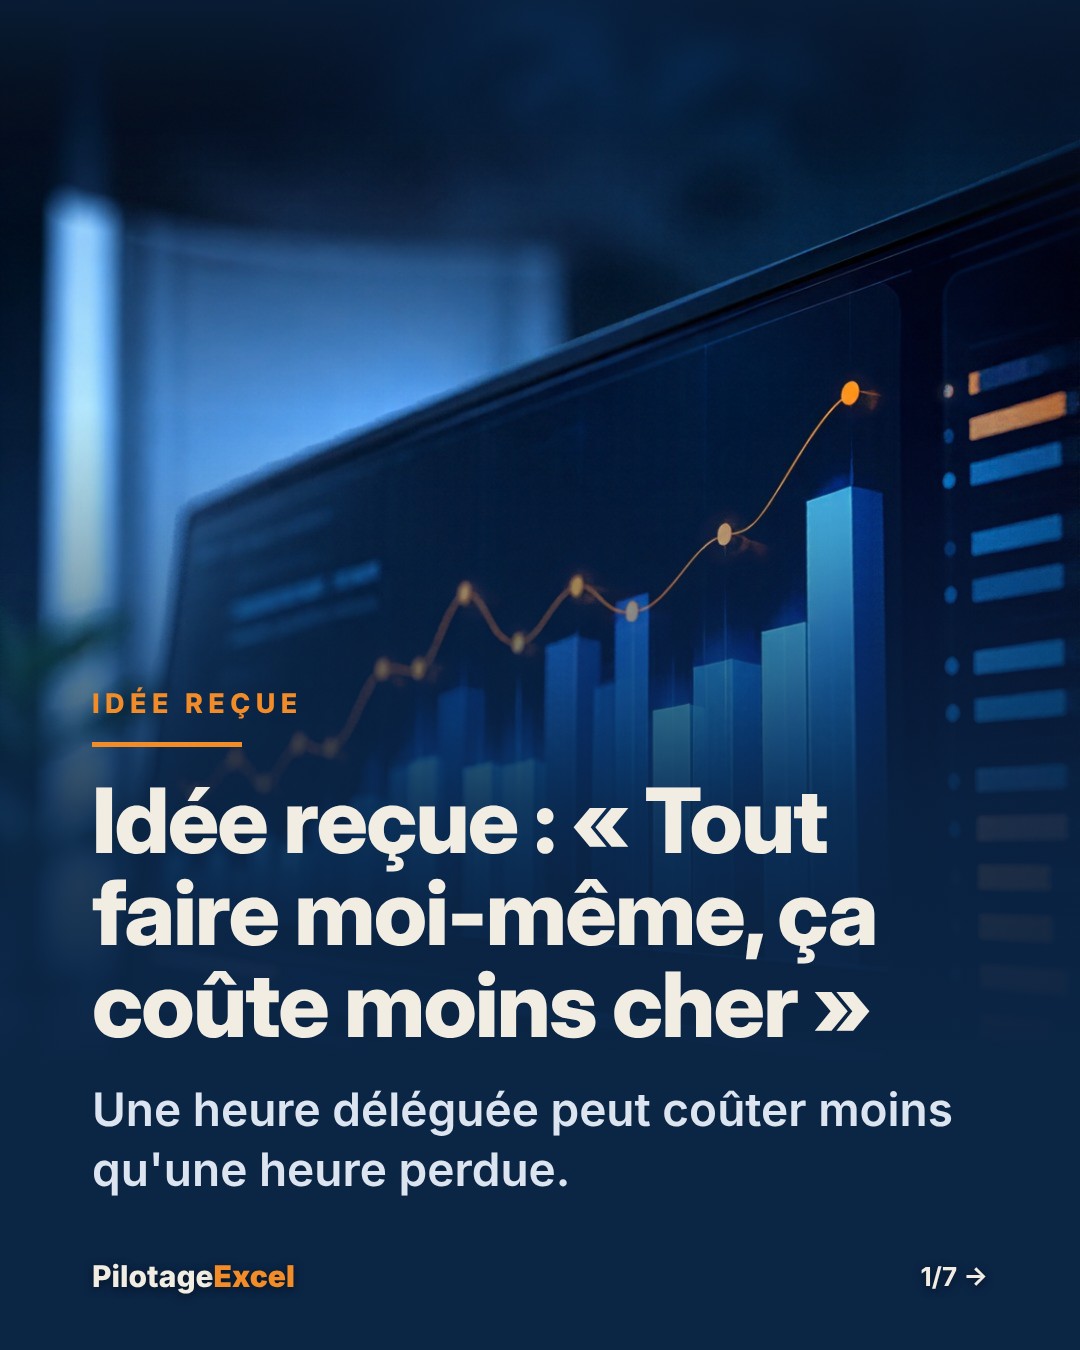 IDÉE REÇUE
Idée reçue : « Tout
faire moi-même, ça
coûte moins cher »
Une heure déléguée peut coûter moins
qu'une heure perdue.
PilotageExcel
1/7 →